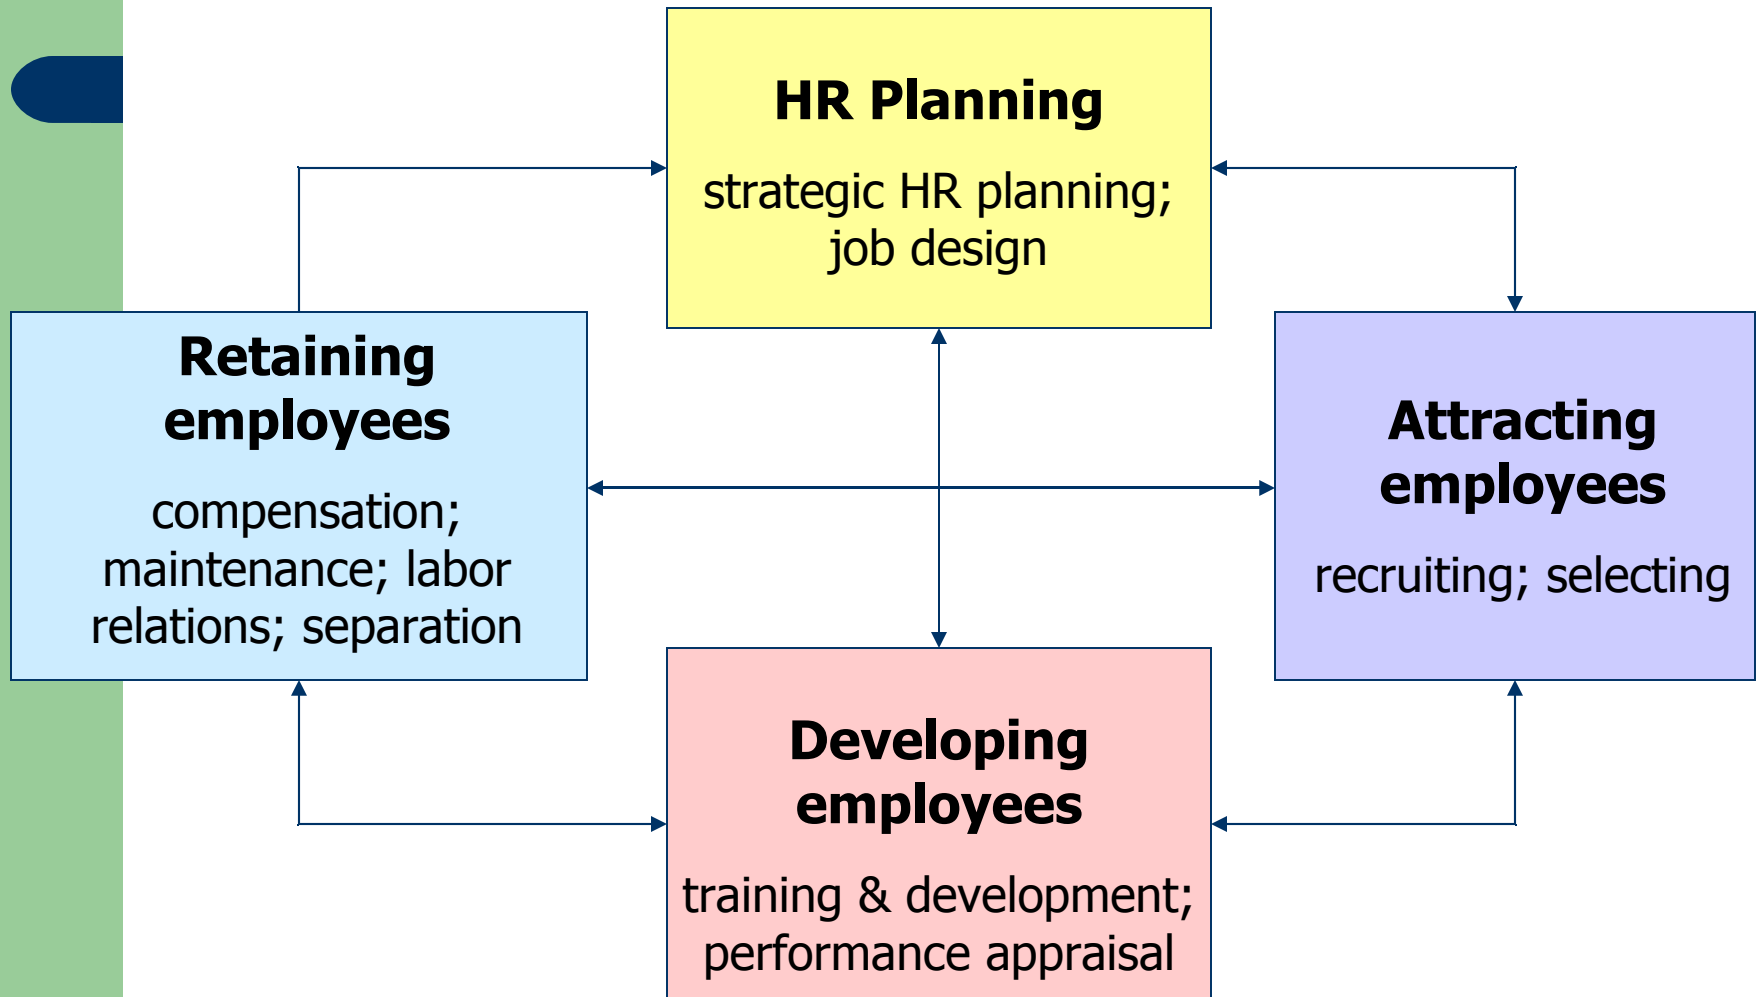 HR Planning
strategic HR planning;
job design
Retaining
employees
compensation;
maintenance; labor
relations; separation
Attracting
employees
recruiting; selecting
Developing
employees
training & development;
performance appraisal